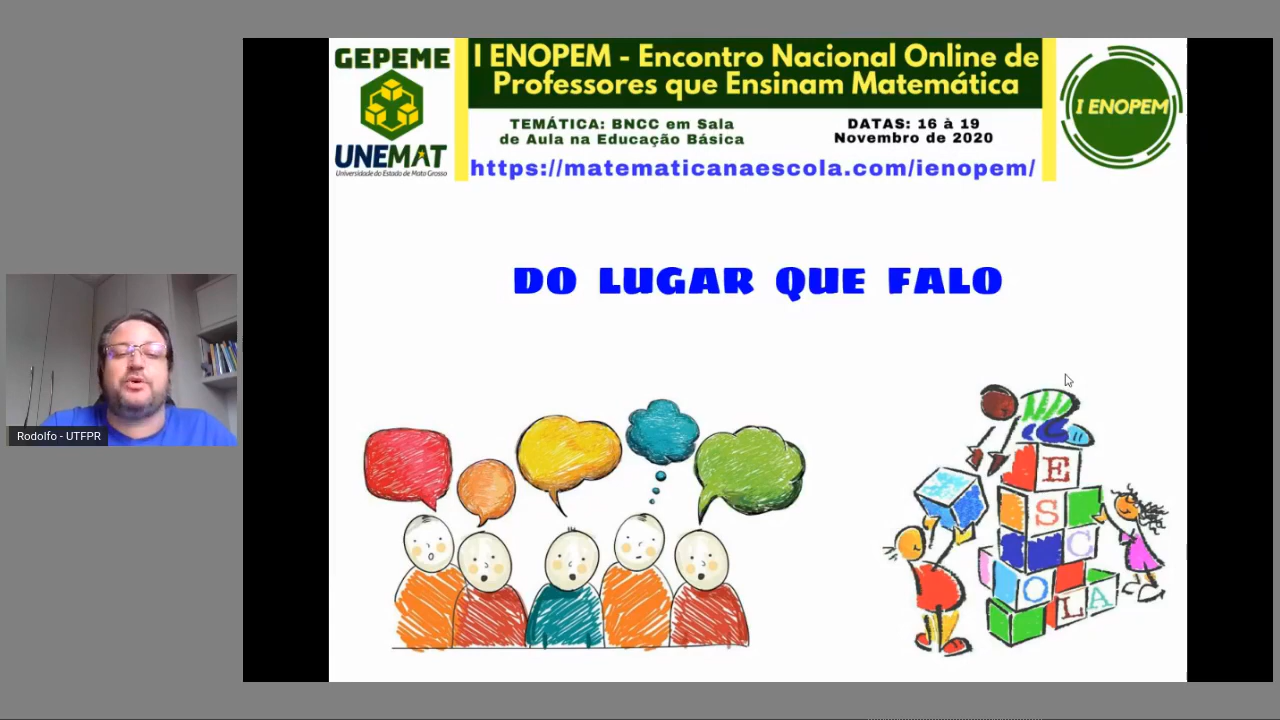 GEPEME
UNEMAT
Universidade do Estado de Mato Grosso
I ENOPEM - Encontro Nacional Online de
Professores que Ensinam Matemática
TEMÁTICA: BNCC em Sala
de Aula na Educação Básica
DATAS: 16 à 19
Novembro de 2020
https://matematicanaescola.com/ienopem/
I ENOPEM
DO LUGAR QUE FALO
Rodolfo - UTFPR
E
S
C
O
LA